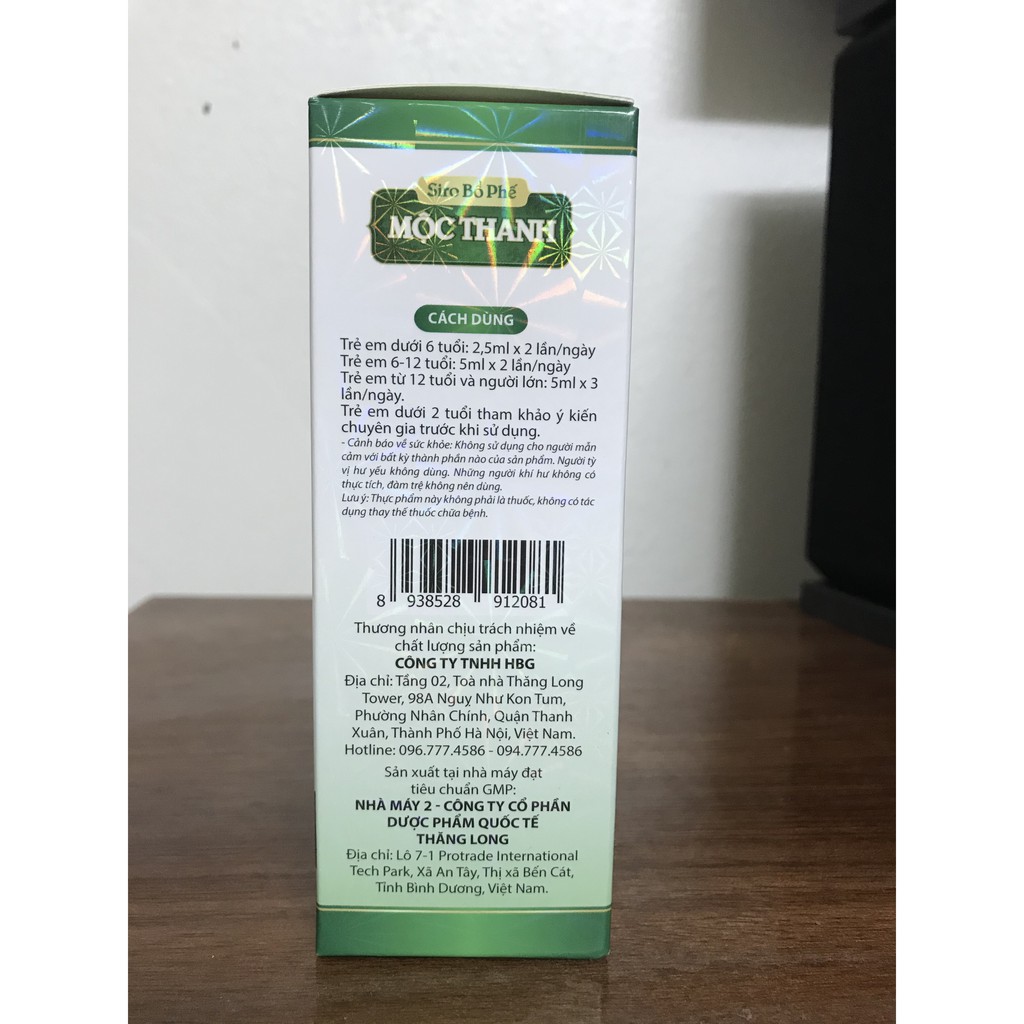 Siro Bổ Phế
MỘC THANH
CÁCH DÙNG
Trẻ em dưới 6 tuổi: 2,5ml x 2 lần/ngày
Trẻ em 6-12 tuổi: 5ml x 2 lần/ngày
Trẻ em từ 12 tuổi và người lớn: 5ml x 3
lần/ngày.
Trẻ em dưới 2 tuổi tham khảo ý kiến
chuyên gia trước khi sử dụng.
- Cảnh báo về sức khỏe: Không sử dụng cho người mẫn
cảm với bất kỳ thành phần nào của sản phẩm. Người tỳ
vị hư yếu không dùng. Những người khí hư không có
thực tích, đàm trệ không nên dùng.
Lưu ý: Thực phẩm này không phải là thuốc, không có tác
dụng thay thế thuốc chữa bệnh.
8 938528 912081
Thương nhân chịu trách nhiệm về
chất lượng sản phẩm:
CÔNG TY TNHH HBG
Địa chỉ: Tầng 02, Toà nhà Thăng Long
Tower, 98A Ngụy Như Kon Tum,
Phường Nhân Chính, Quận Thanh
Xuân, Thành Phố Hà Nội, Việt Nam.
Hotline: 096.777.4586 - 094.777.4586
Sản xuất tại nhà máy đạt
tiêu chuẩn GMP:
NHÀ MÁY 2 - CÔNG TY CỔ PHẦN
DƯỢC PHẨM QUỐC TẾ
THĂNG LONG
Địa chỉ: Lô 7-1 Protrade International
Tech Park, Xã An Tây, Thị xã Bến Cát,
Tỉnh Bình Dương, Việt Nam.